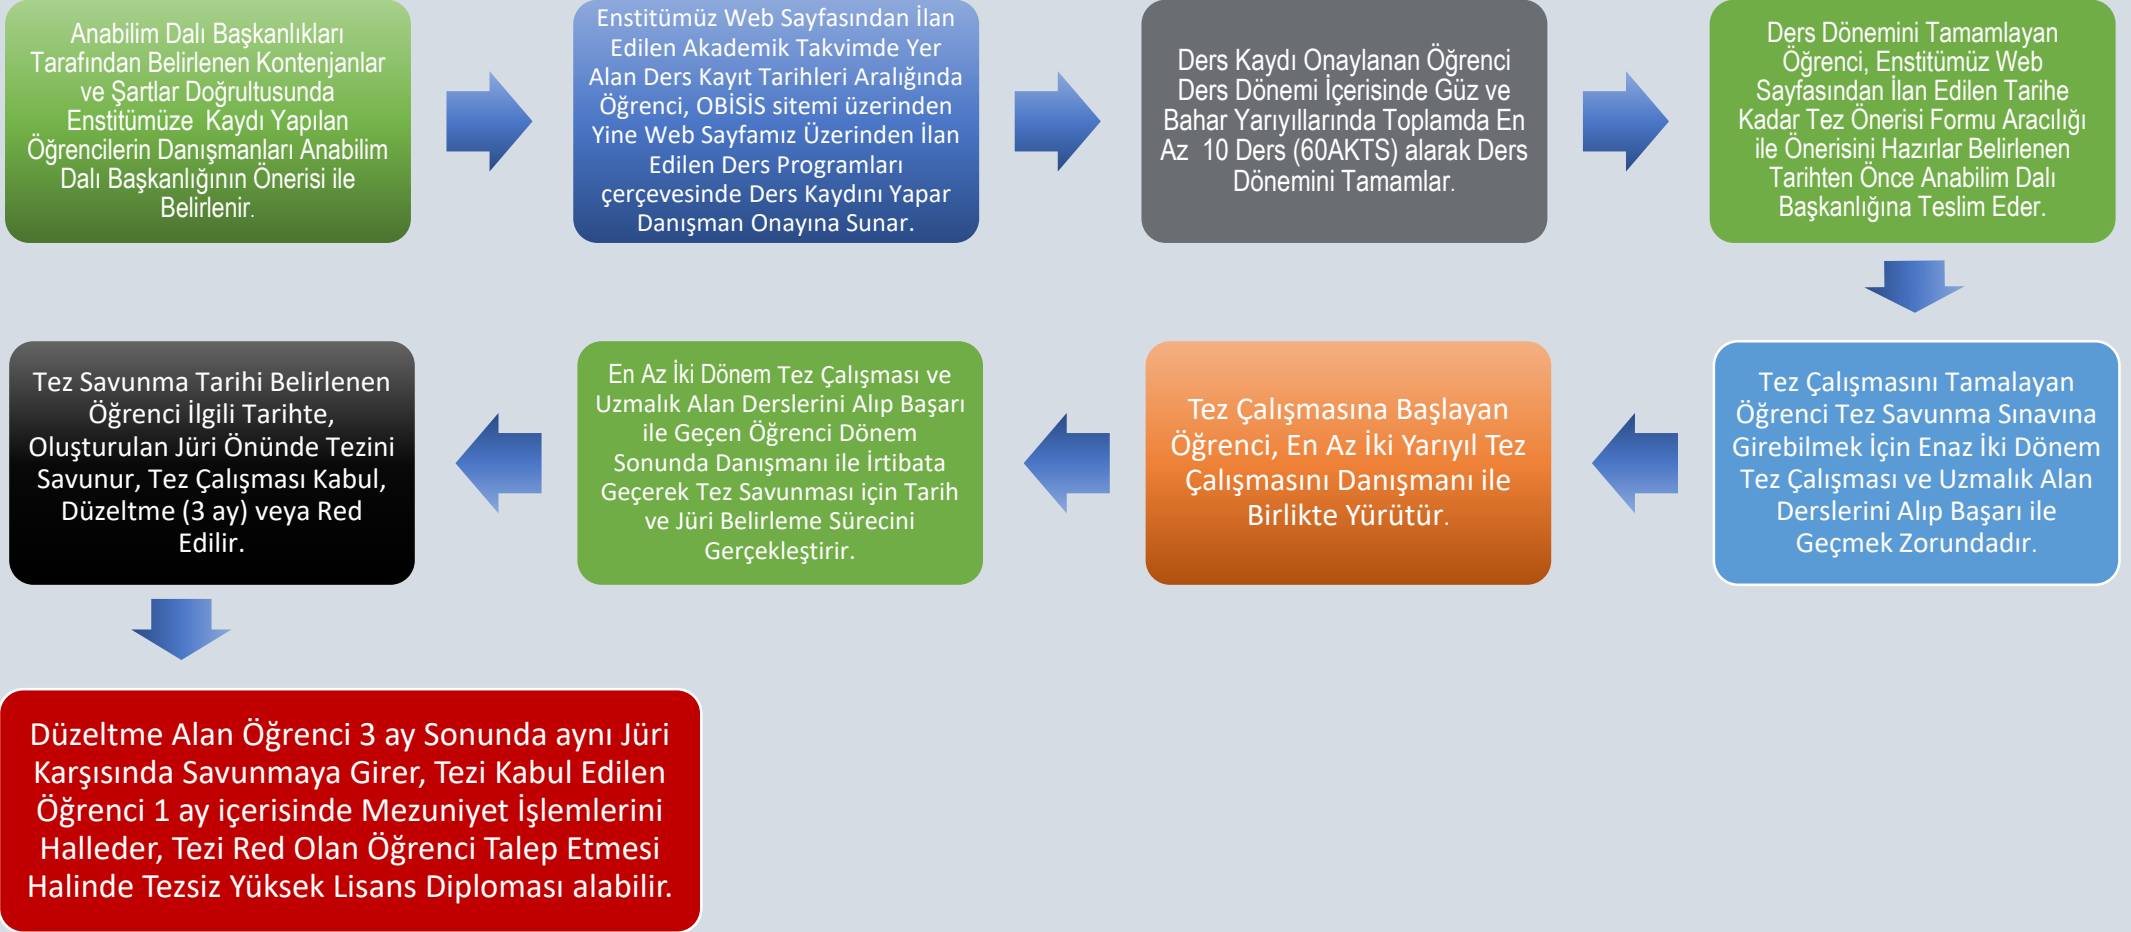 Anabilim Dalı Başkanlıkları
Tarafından Belirlenen Kontenjanlar
ve Şartlar Doğrultusunda
Enstitümüze Kaydı Yapılan
Öğrencilerin Danışmanları Anabilim
Dalı Başkanlığının Önerisi ile
Belirlenir.
Enstitümüz Web Sayfasından İlan
Edilen Akademik Takvimde Yer
Alan Ders Kayıt Tarihleri Aralığında
Öğrenci, OBİSİS sitemi üzerinden
Yine Web Sayfamız Üzerinden İlan
Edilen Ders Programları
çerçevesinde Ders Kaydını Yapar
Danışman Onayına Sunar.
Ders Kaydı Onaylanan Öğrenci
Ders Dönemi İçerisinde Güz ve
Bahar Yarıyıllarında Toplamda En
Az 10 Ders (60AKTS) alarak Ders
Dönemini Tamamlar.
Ders Dönemini Tamamlayan
Öğrenci, Enstitümüz Web
Sayfasından İlan Edilen Tarihe
Kadar Tez Önerisi Formu Aracılığı
ile Önerisini Hazırlar Belirlenen
Tarihten Önce Anabilim Dalı
Başkanlığına Teslim Eder.
Tez Çalışmasını Tamalayan
Öğrenci Tez Savunma Sınavına
Girebilmek İçin Enaz İki Dönem
Tez Çalışması ve Uzmalık Alan
Derslerini Alıp Başarı ile
Geçmek Zorundadır.
Tez Çalışmasına Başlayan
Öğrenci, En Az İki Yarıyıl Tez
Çalışmasını Danışmanı ile
Birlikte Yürütür.
En Az İki Dönem Tez Çalışması ve
Uzmalık Alan Derslerini Alıp Başarı
ile Geçen Öğrenci Dönem
Sonunda Danışmanı ile İrtibata
Geçerek Tez Savunması için Tarih
ve Jüri Belirleme Sürecini
Gerçekleştirir.
Tez Savunma Tarihi Belirlenen
Öğrenci İlgili Tarihte,
Oluşturulan Jüri Önünde Tezini
Savunur, Tez Çalışması Kabul,
Düzeltme (3 ay) veya Red
Edilir.
Düzeltme Alan Öğrenci 3 ay Sonunda aynı Jüri
Karşısında Savunmaya Girer, Tezi Kabul Edilen
Öğrenci 1 ay içerisinde Mezuniyet İşlemlerini
Halleder, Tezi Red Olan Öğrenci Talep Etmesi
Halinde Tezsiz Yüksek Lisans Diploması alabilir.